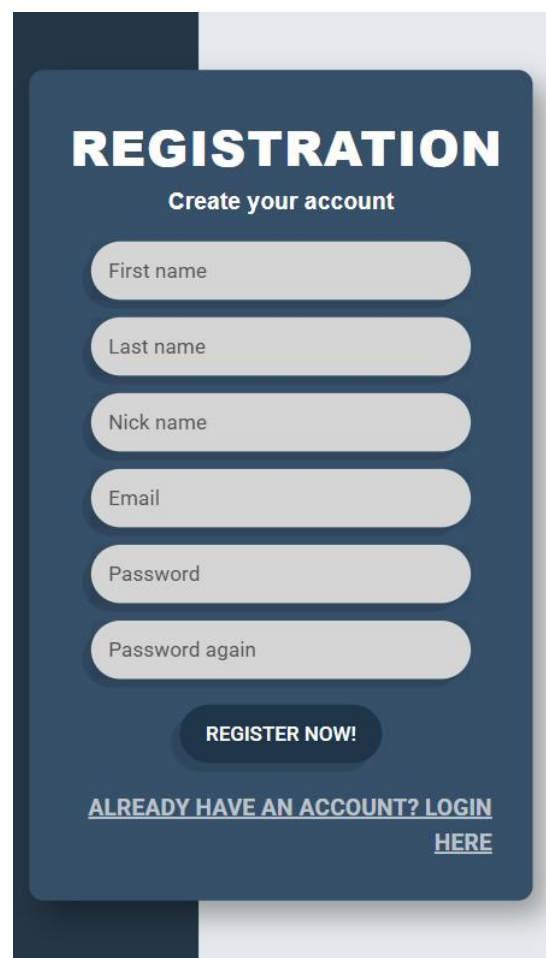 REGISTRATION
Create your account
First name
Last name
Nick name
Email
Password
Password again
REGISTER NOW!
ALREADY HAVE AN ACCOUNT? LOGIN
HERE